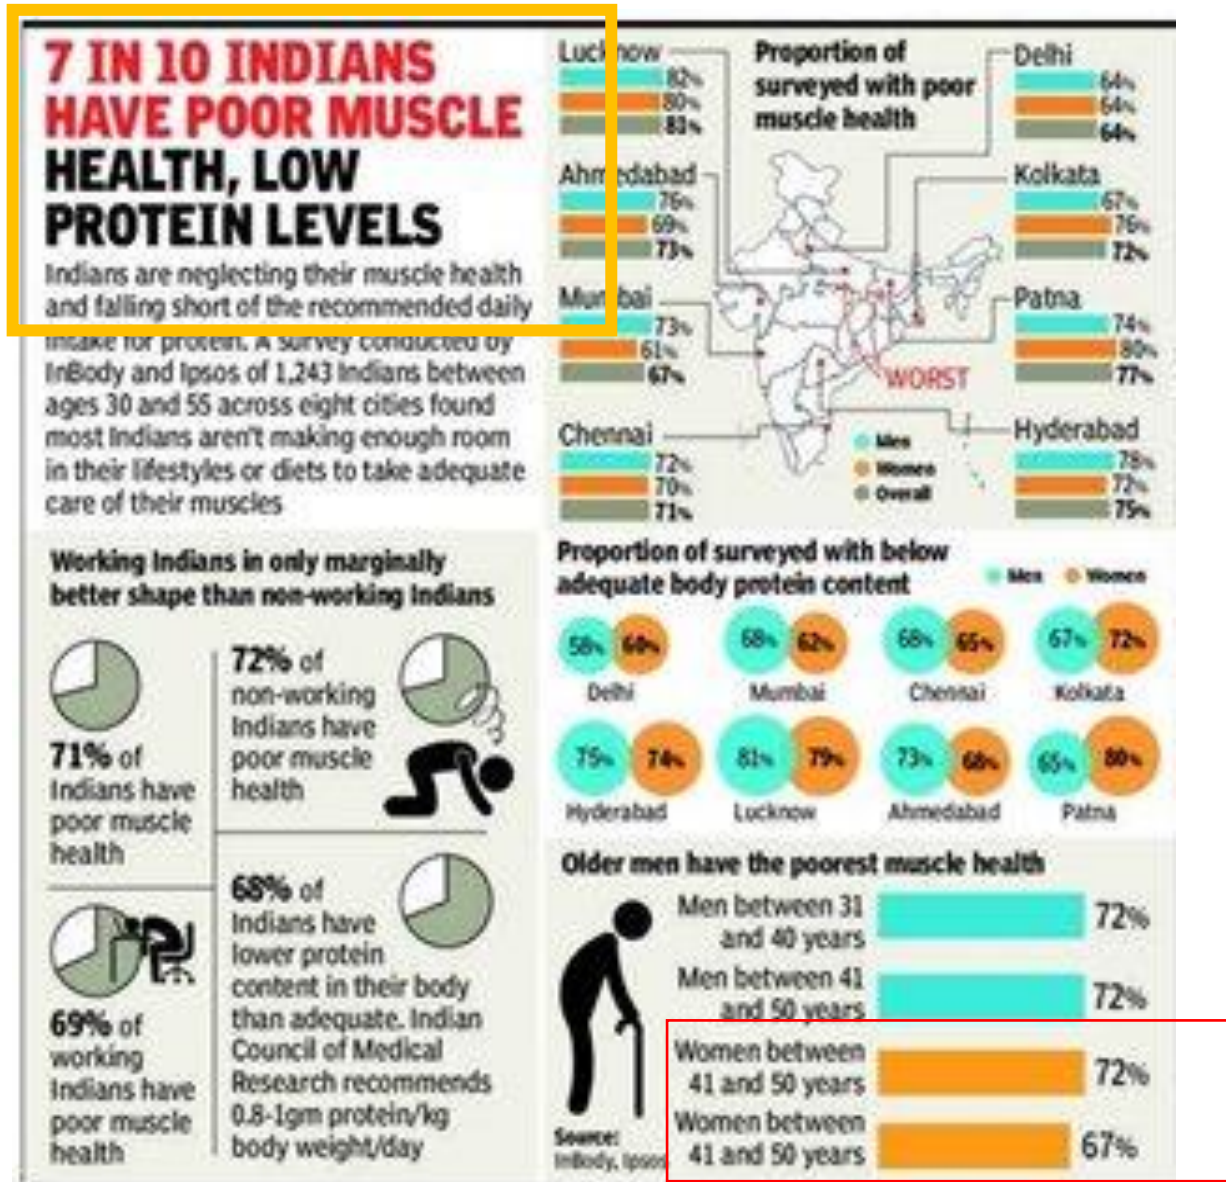 7 IN 10 INDIANS
HAVE POOR MUSCLE
HEALTH, LOW
PROTEIN LEVELS
Indians are neglecting their muscle health
and falling short of the recommended daily
intake for protein. A survey conducted by
InBody and Ipsos of 1,243 Indians between
ages 30 and 55 across eight cities found
most Indians aren't making enough room
in their lifestyles or diets to take adequate
care of their muscles
Proportion of
surveyed with poor
muscle health
Lucknow
82%
80%
81%
Ahmedabad
76%
69%
73%
Mumbai
73%
61%
67%
Chennai
72%
70%
71%
Delhi
64%
64%
64%
Kolkata
67%
76%
72%
Patna
74%
80%
77%
Hyderabad
78%
72%
75%
WORST
Men
Women
Overall
Working Indians in only marginally
better shape than non-working Indians
71% of
Indians have
poor muscle
health
72% of
non-working
Indians have
poor muscle
health
69% of
working
Indians have
poor muscle
health
68% of
Indians have
lower protein
content in their body
than adequate. Indian
Council of Medical
Research recommends
0.8-1gm protein/kg
body weight/day
Proportion of surveyed with below
adequate body protein content
Men Women
58% 60%
Delhi
68% 62%
Mumbai
68% 65%
Chennai
67% 72%
Kolkata
75% 74%
Hyderabad
81% 79%
Lucknow
73% 68%
Ahmedabad
65% 80%
Patna
Older men have the poorest muscle health
Men between 31
and 40 years
72%
Men between 41
and 50 years
72%
Women between
41 and 50 years
72%
Women between
41 and 50 years
67%
Source:
InBody, Ipsos